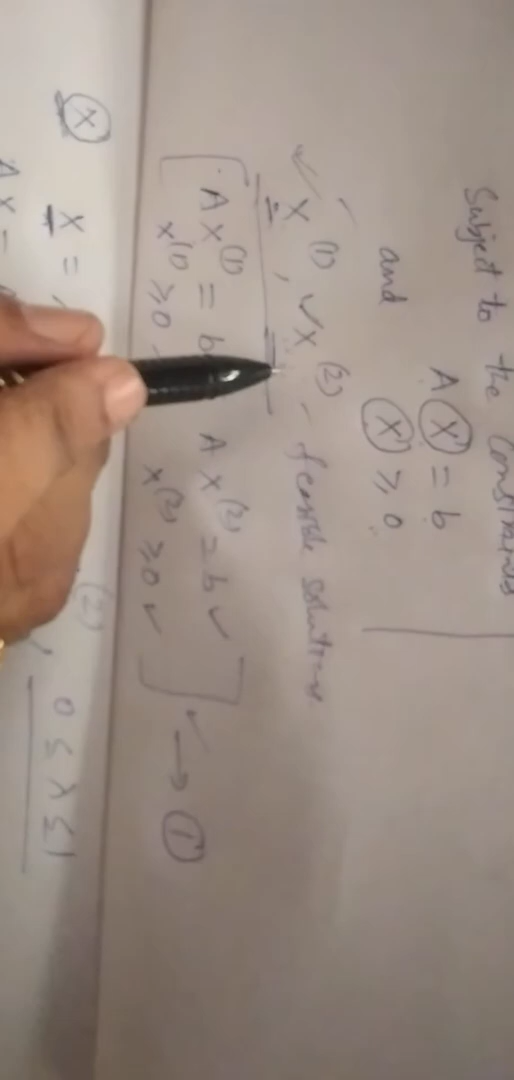 Subject to the Constraints
A X = b
and X ≥ 0
X⁽¹⁾, X⁽²⁾ - feasible solutions
[ A X⁽¹⁾ = b A X⁽²⁾ = b ✓
X⁽¹⁾ ≥ 0 X⁽²⁾ ≥ 0 ✓ ] → ①
X X = (2), 0 ≤ λ ≤ 1
A X =